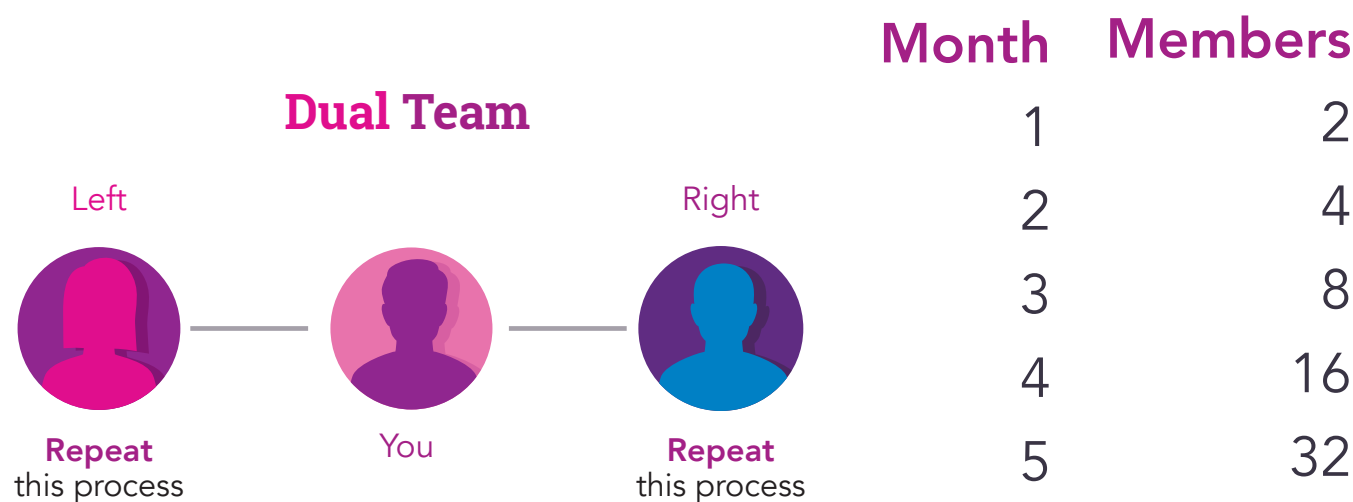 Dual Team
Left
Right
You
Repeat
this process
Repeat
this process
Month Members
1 2
2 4
3 8
4 16
5 32